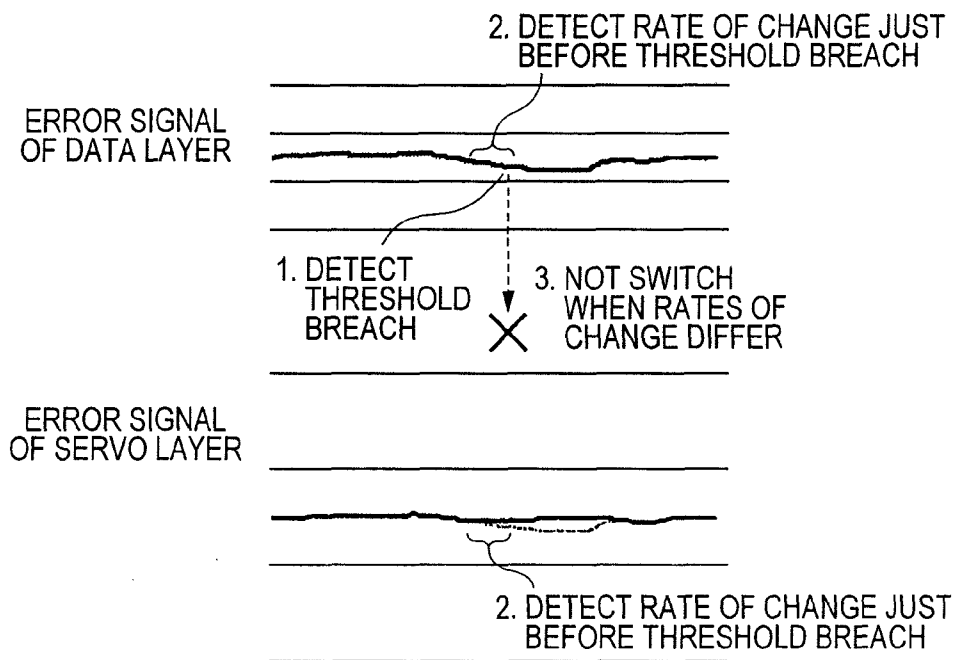 2. DETECT RATE OF CHANGE JUST
BEFORE THRESHOLD BREACH
ERROR SIGNAL
OF DATA LAYER
1. DETECT
THRESHOLD
BREACH
3. NOT SWITCH
WHEN RATES OF
CHANGE DIFFER
ERROR SIGNAL
OF SERVO LAYER
2. DETECT RATE OF CHANGE JUST
BEFORE THRESHOLD BREACH